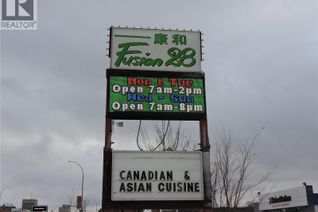 REALTOR
康和
Fusion 28
Mon & Tue
Open 7am-2pm
Wed - Sun
Open 7am-8pm
CANADIAN &
ASIAN CUISINE